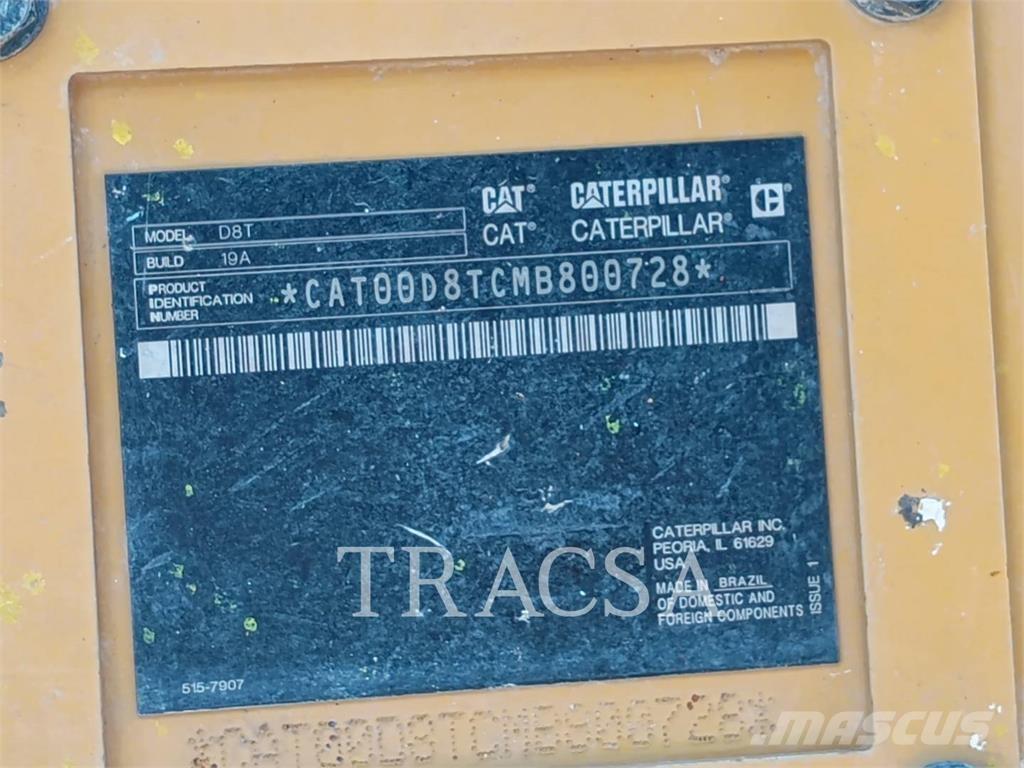 CAT® CATERPILLAR®
CAT® CATERPILLAR®
MODEL D8T
BUILD 19A
PRODUCT
IDENTIFICATION
NUMBER
*CAT00D8TCMB800728*
CATERPILLAR INC.
PEORIA, IL 61629
USA
MADE IN BRAZIL
OF DOMESTIC AND
FOREIGN COMPONENTS
ISSUE 1
TRACSA
515-7907
*CAT00D8TCMB800728*
MASCUS